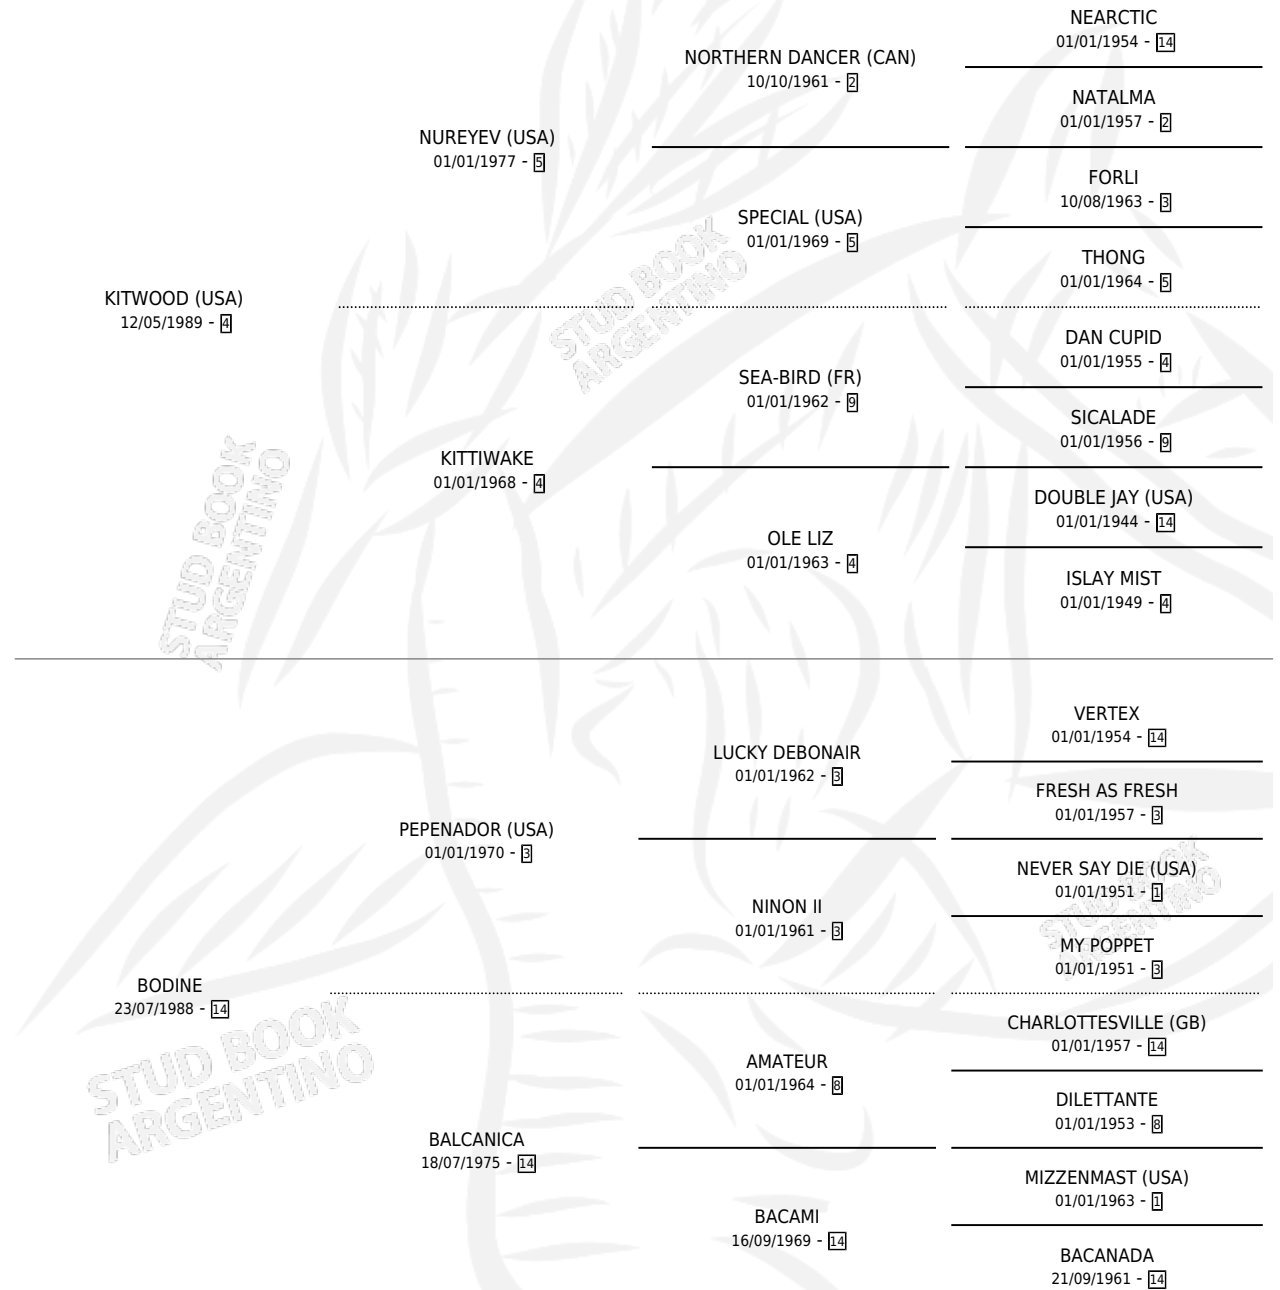 NEARCTIC
01/01/1954 - 14
NORTHERN DANCER (CAN)
10/10/1961 - 2
NATALMA
01/01/1957 - 2
NUREYEV (USA)
01/01/1977 - 5
FORLI
10/08/1963 - 3
SPECIAL (USA)
01/01/1969 - 5
THONG
01/01/1964 - 5
KITWOOD (USA)
12/05/1989 - 4
STUD BOOK
ARGENTINO
DAN CUPID
01/01/1955 - 4
SEA-BIRD (FR)
01/01/1962 - 9
SICALADE
01/01/1956 - 9
KITTIWAKE
01/01/1968 - 4
DOUBLE JAY (USA)
01/01/1944 - 14
OLE LIZ
01/01/1963 - 4
ISLAY MIST
01/01/1949 - 4
STUD BOOK
ARGENTINO
VERTEX
01/01/1954 - 14
LUCKY DEBONAIR
01/01/1962 - 3
FRESH AS FRESH
01/01/1957 - 3
PEPENADOR (USA)
01/01/1970 - 3
NEVER SAY DIE (USA)
01/01/1951 - 1
STUD BOOK
ARGENTINO
NINON II
01/01/1961 - 3
MY POPPET
01/01/1951 - 3
BODINE
23/07/1988 - 14
STUD BOOK
ARGENTINO
CHARLOTTESVILLE (GB)
01/01/1957 - 14
AMATEUR
01/01/1964 - 8
DILETTANTE
01/01/1953 - 8
BALCANICA
18/07/1975 - 14
MIZZENMAST (USA)
01/01/1963 - 1
BACAMI
16/09/1969 - 14
BACANADA
21/09/1961 - 14